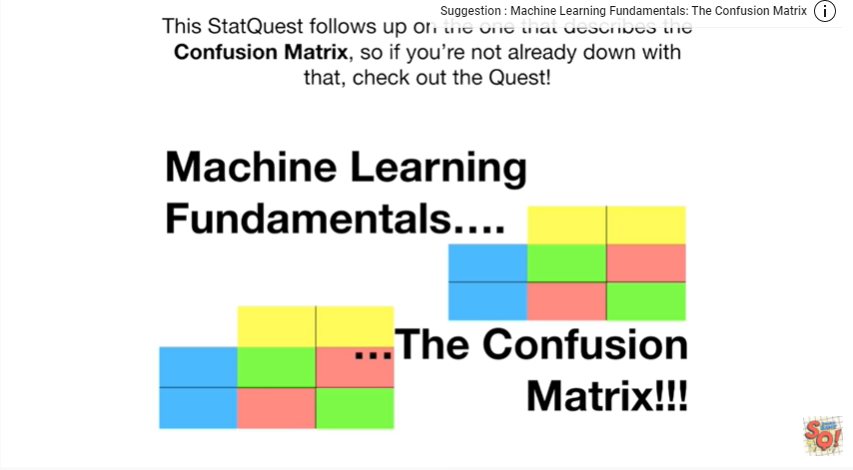 Suggestion : Machine Learning Fundamentals: The Confusion Matrix
This StatQuest follows up on the one that describes the
Confusion Matrix, so if you’re not already down with
that, check out the Quest!
Machine Learning
Fundamentals....
...The Confusion
Matrix!!!
SQ!